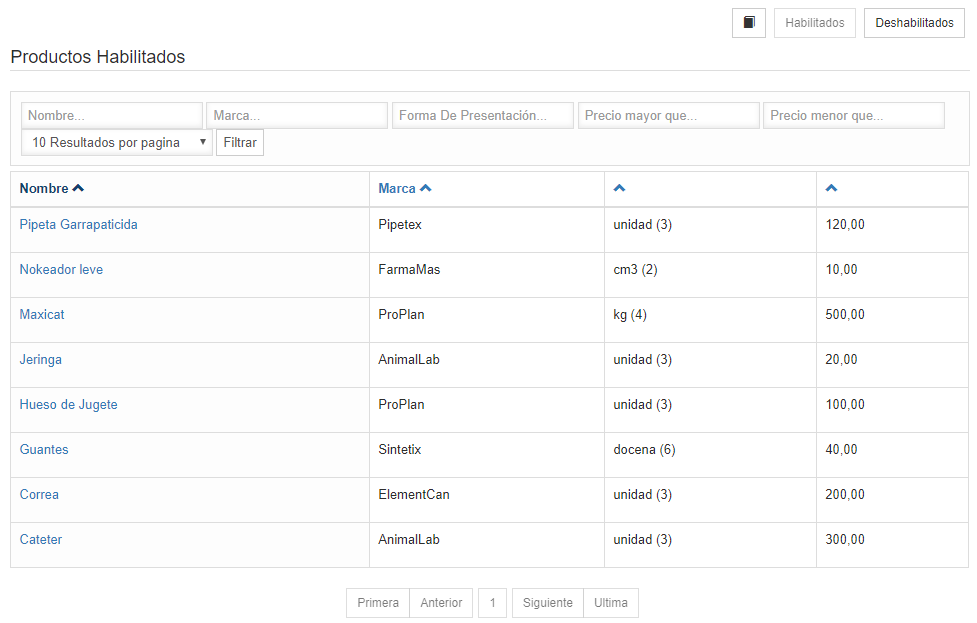 Habilitados Deshabilitados
Productos Habilitados
Nombre... Marca... Forma De Presentación... Precio mayor que... Precio menor que...
10 Resultados por pagina Filtrar
Nombre Marca
Pipeta Garrapaticida Pipetex unidad (3) 120,00
Nokeador leve FarmaMas cm3 (2) 10,00
Maxicat ProPlan kg (4) 500,00
Jeringa AnimalLab unidad (3) 20,00
Hueso de Jugete ProPlan unidad (3) 100,00
Guantes Sintetix docena (6) 40,00
Correa ElementCan unidad (3) 200,00
Cateter AnimalLab unidad (3) 300,00
Primera Anterior 1 Siguiente Ultima